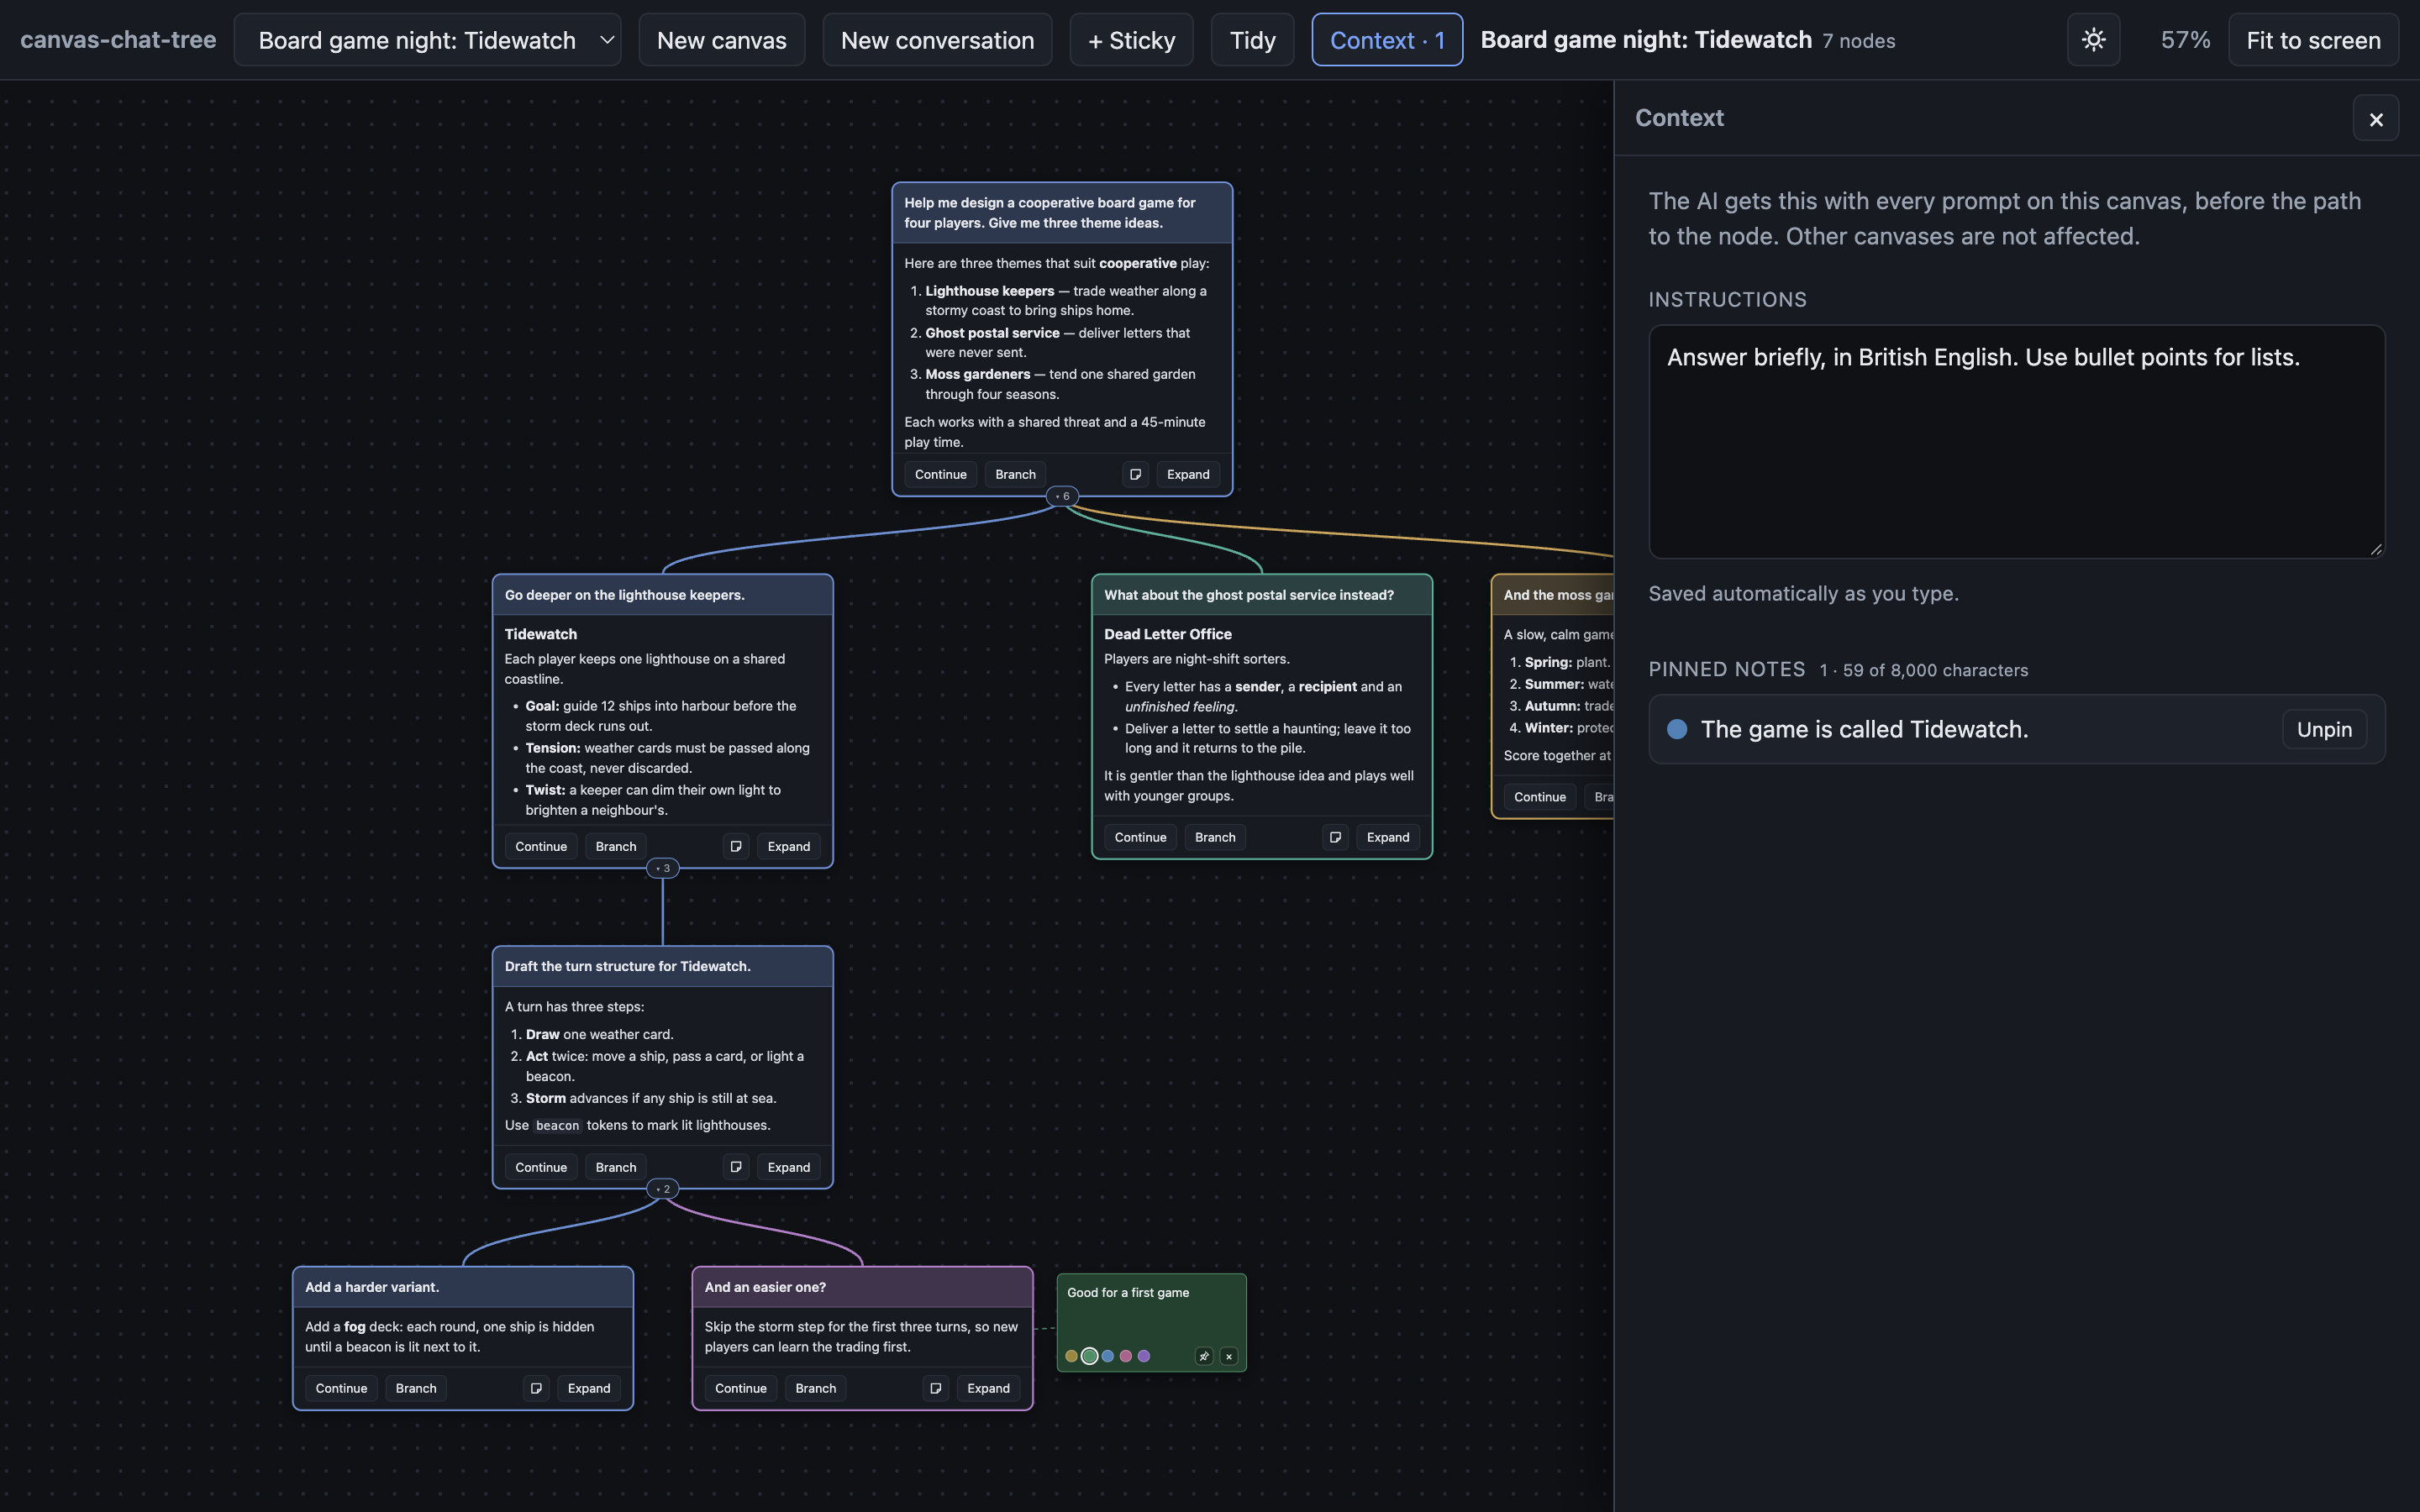 canvas-chat-tree
Board game night: Tidewatch
New canvas
New conversation
+ Sticky
Tidy
Context · 1
Board game night: Tidewatch 7 nodes
57%
Fit to screen
Help me design a cooperative board game for
four players. Give me three theme ideas.
Here are three themes that suit cooperative play:
1. Lighthouse keepers — trade weather along a
stormy coast to bring ships home.
2. Ghost postal service — deliver letters that
were never sent.
3. Moss gardeners — tend one shared garden
through four seasons.
Each works with a shared threat and a 45-minute
play time.
Continue
Branch
Expand
6
Go deeper on the lighthouse keepers.
Tidewatch
Each player keeps one lighthouse on a shared
coastline.
• Goal: guide 12 ships into harbour before the
storm deck runs out.
• Tension: weather cards must be passed along
the coast, never discarded.
• Twist: a keeper can dim their own light to
brighten a neighbour's.
Continue
Branch
Expand
3
What about the ghost postal service instead?
Dead Letter Office
Players are night-shift sorters.
• Every letter has a sender, a recipient and an
unfinished feeling.
• Deliver a letter to settle a haunting; leave it too
long and it returns to the pile.
It is gentler than the lighthouse idea and plays well
with younger groups.
Continue
Branch
Expand
And the moss gar
A slow, calm game
1. Spring: plant.
2. Summer: wate
3. Autumn: trade
4. Winter: protec
Score together at
Continue
Bra
Draft the turn structure for Tidewatch.
A turn has three steps:
1. Draw one weather card.
2. Act twice: move a ship, pass a card, or light a
beacon.
3. Storm advances if any ship is still at sea.
Use beacon tokens to mark lit lighthouses.
Continue
Branch
Expand
2
Add a harder variant.
Add a fog deck: each round, one ship is hidden
until a beacon is lit next to it.
Continue
Branch
Expand
And an easier one?
Skip the storm step for the first three turns, so new
players can learn the trading first.
Continue
Branch
Expand
Good for a first game
Context
The AI gets this with every prompt on this canvas, before the path
to the node. Other canvases are not affected.
INSTRUCTIONS
Answer briefly, in British English. Use bullet points for lists.
Saved automatically as you type.
PINNED NOTES 1 · 59 of 8,000 characters
The game is called Tidewatch.
Unpin